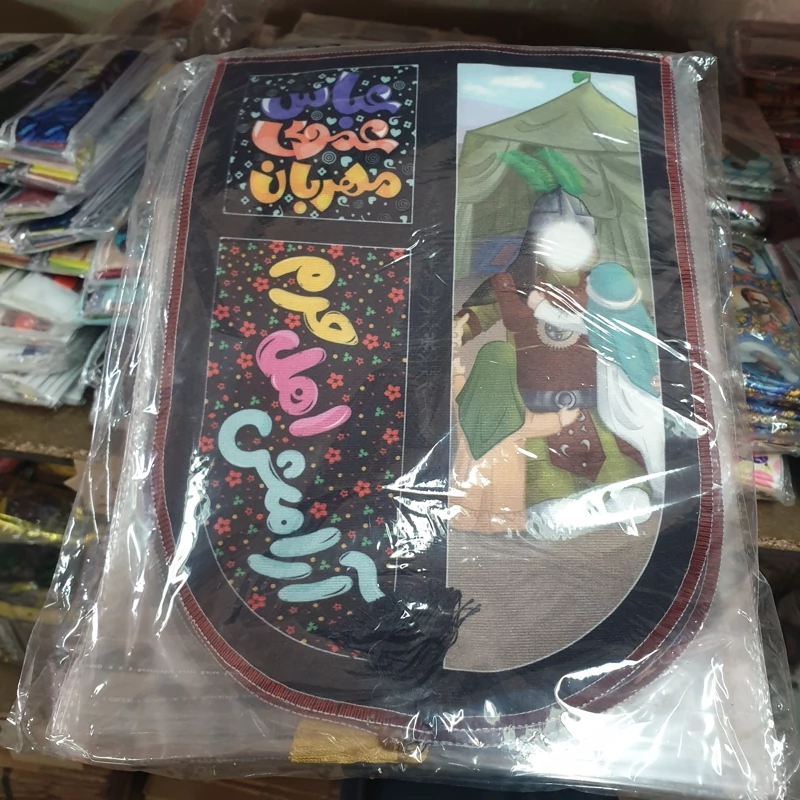 عباس
عموی
مهربان
آرامش
اهل
حرم